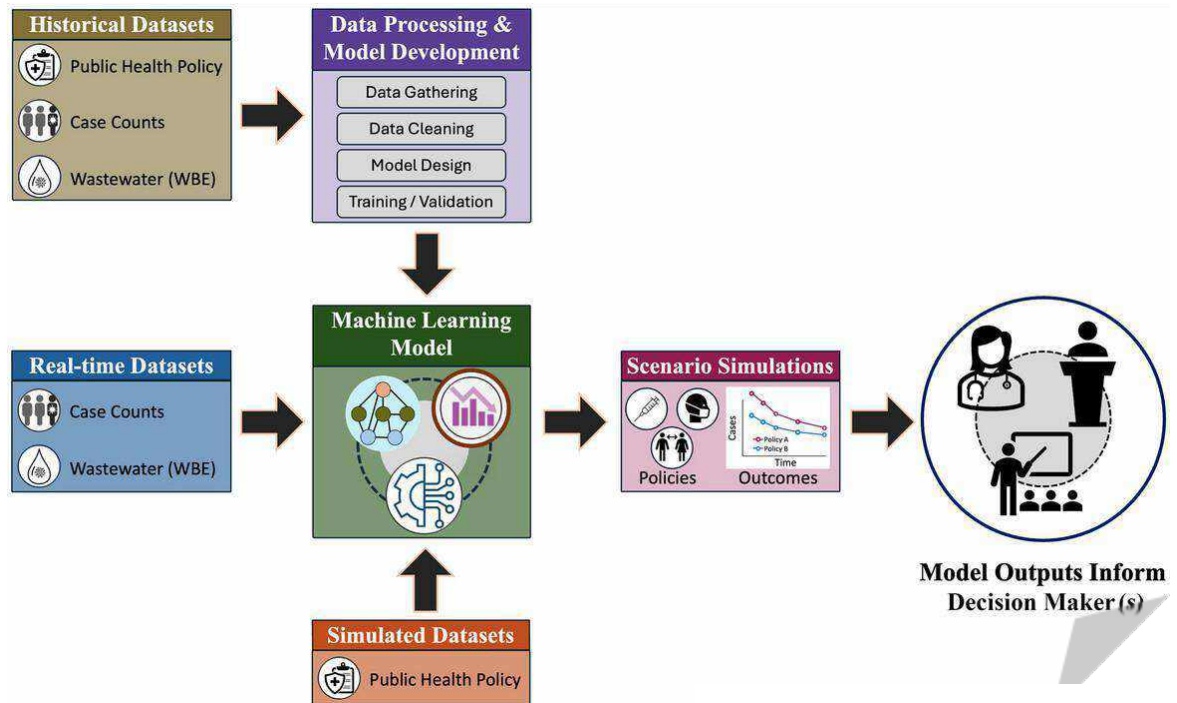 Historical Datasets
Public Health Policy
Case Counts
Wastewater (WBE)
Data Processing &
Model Development
Data Gathering
Data Cleaning
Model Design
Training / Validation
Real-time Datasets
Case Counts
Wastewater (WBE)
Machine Learning
Model
Scenario Simulations
Cases
Policy A
Policy B
Time
Policies
Outcomes
Model Outputs Inform
Decision Maker(s)
Simulated Datasets
Public Health Policy